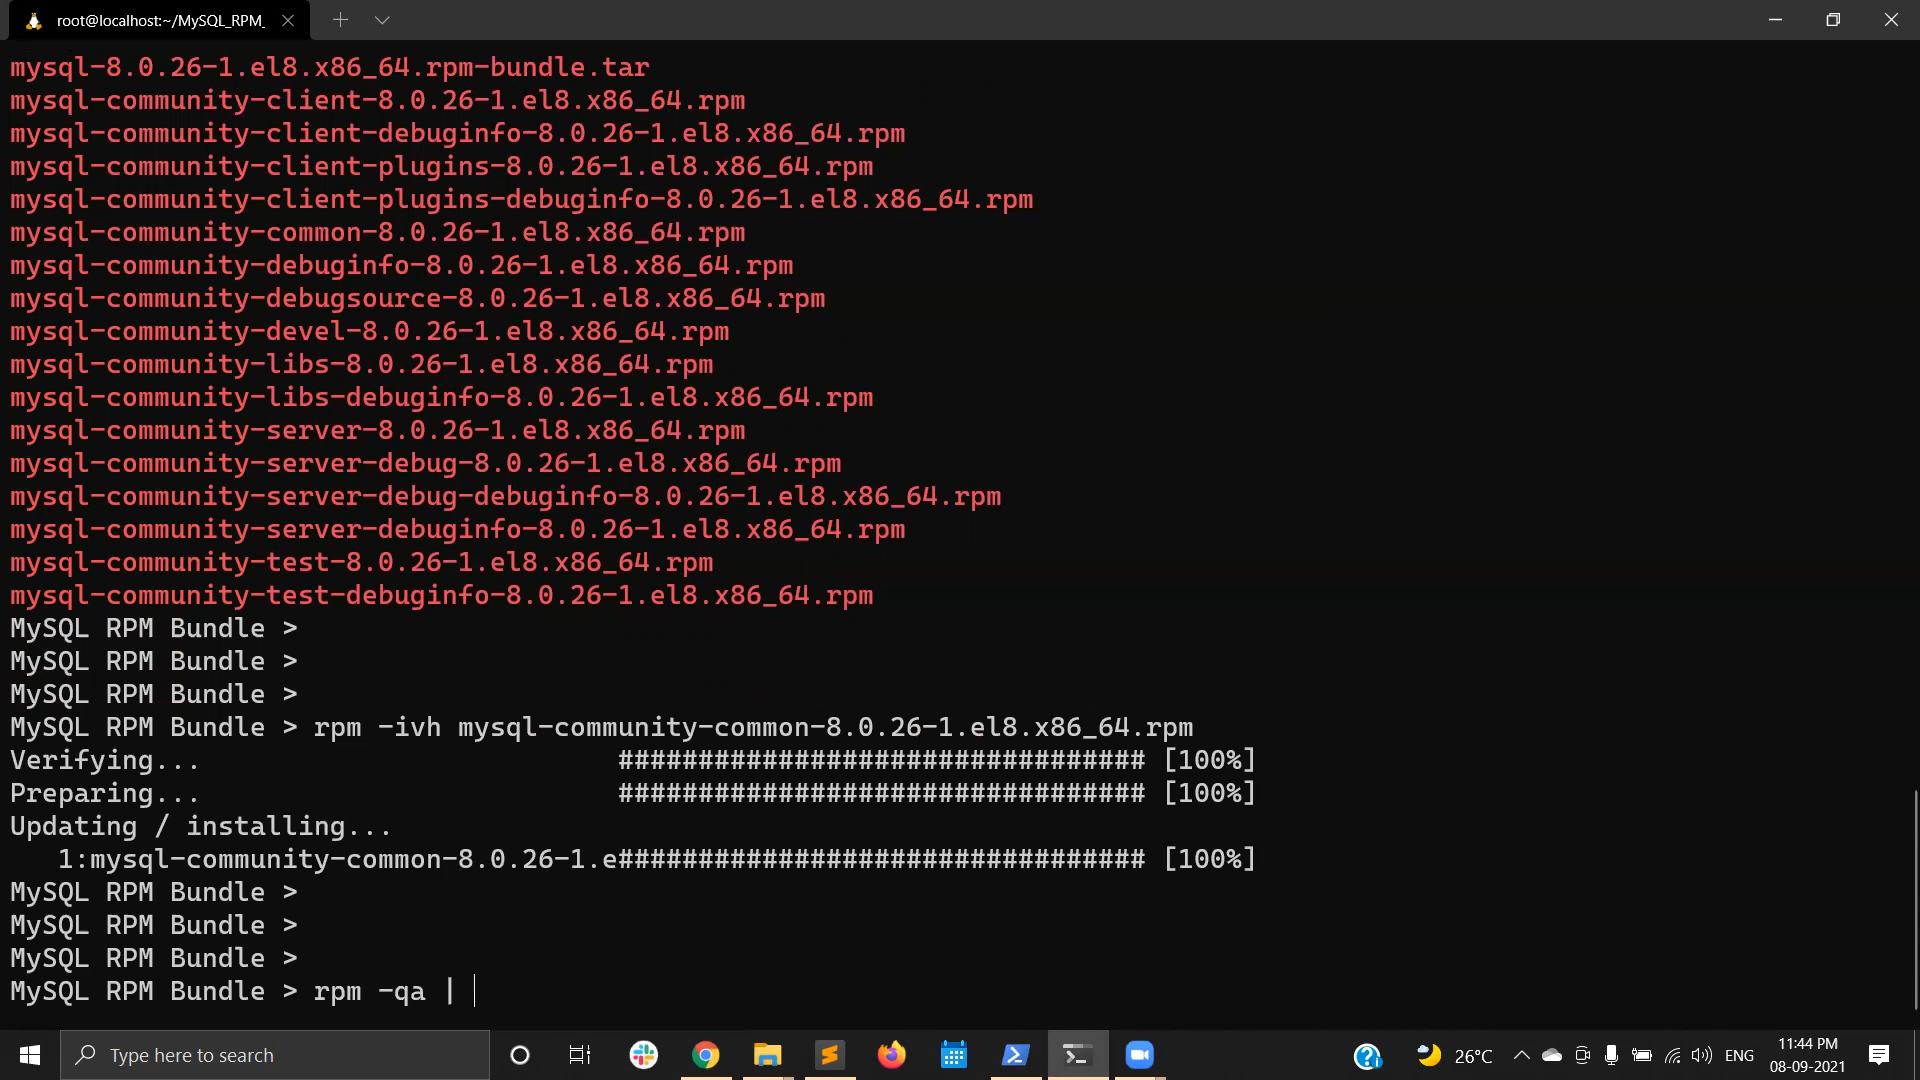 root@localhost:~/MySQL_RPM_
mysql-8.0.26-1.el8.x86_64.rpm-bundle.tar
mysql-community-client-8.0.26-1.el8.x86_64.rpm
mysql-community-client-debuginfo-8.0.26-1.el8.x86_64.rpm
mysql-community-client-plugins-8.0.26-1.el8.x86_64.rpm
mysql-community-client-plugins-debuginfo-8.0.26-1.el8.x86_64.rpm
mysql-community-common-8.0.26-1.el8.x86_64.rpm
mysql-community-debuginfo-8.0.26-1.el8.x86_64.rpm
mysql-community-debugsource-8.0.26-1.el8.x86_64.rpm
mysql-community-devel-8.0.26-1.el8.x86_64.rpm
mysql-community-libs-8.0.26-1.el8.x86_64.rpm
mysql-community-libs-debuginfo-8.0.26-1.el8.x86_64.rpm
mysql-community-server-8.0.26-1.el8.x86_64.rpm
mysql-community-server-debug-8.0.26-1.el8.x86_64.rpm
mysql-community-server-debug-debuginfo-8.0.26-1.el8.x86_64.rpm
mysql-community-server-debuginfo-8.0.26-1.el8.x86_64.rpm
mysql-community-test-8.0.26-1.el8.x86_64.rpm
mysql-community-test-debuginfo-8.0.26-1.el8.x86_64.rpm
MySQL RPM Bundle >
MySQL RPM Bundle >
MySQL RPM Bundle >
MySQL RPM Bundle > rpm -ivh mysql-community-common-8.0.26-1.el8.x86_64.rpm
Verifying... ################################# [100%]
Preparing... ################################# [100%]
Updating / installing...
1:mysql-community-common-8.0.26-1.e################################# [100%]
MySQL RPM Bundle >
MySQL RPM Bundle >
MySQL RPM Bundle >
MySQL RPM Bundle > rpm -qa |
Type here to search
26°C
ENG
11:44 PM
08-09-2021